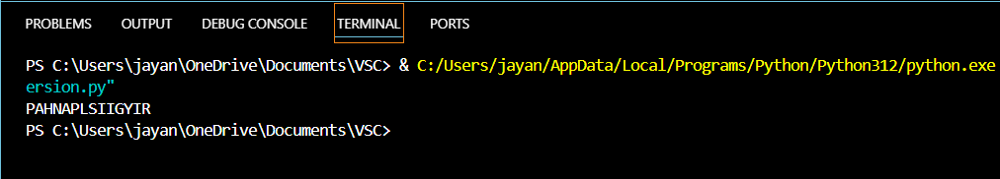 PROBLEMS OUTPUT DEBUG CONSOLE TERMINAL PORTS
PS C:\Users\jayan\OneDrive\Documents\VSC> & C:/Users/jayan/AppData/Local/Programs/Python/Python312/python.exe
ersion.py"
PAHNAPLSIIGYIR
PS C:\Users\jayan\OneDrive\Documents\VSC>